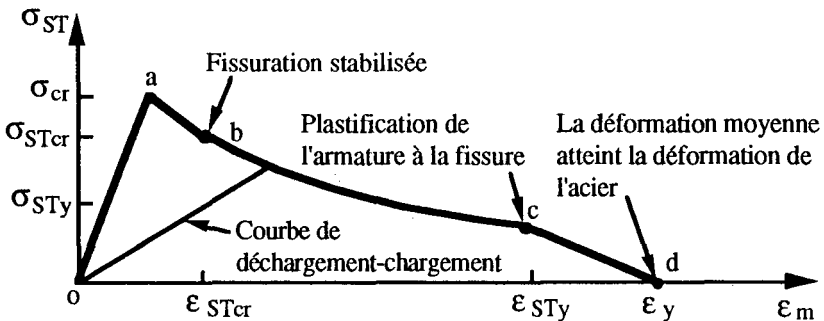 σST
a
Fissuration stabilisée
σcr
σSTcr
b
Plastification de
l'armature à la fissure
La déformation moyenne
atteint la déformation de
l'acier
σSTy
c
Courbe de
déchargement-chargement
d
o
εSTcr
εSTy
εy
εm